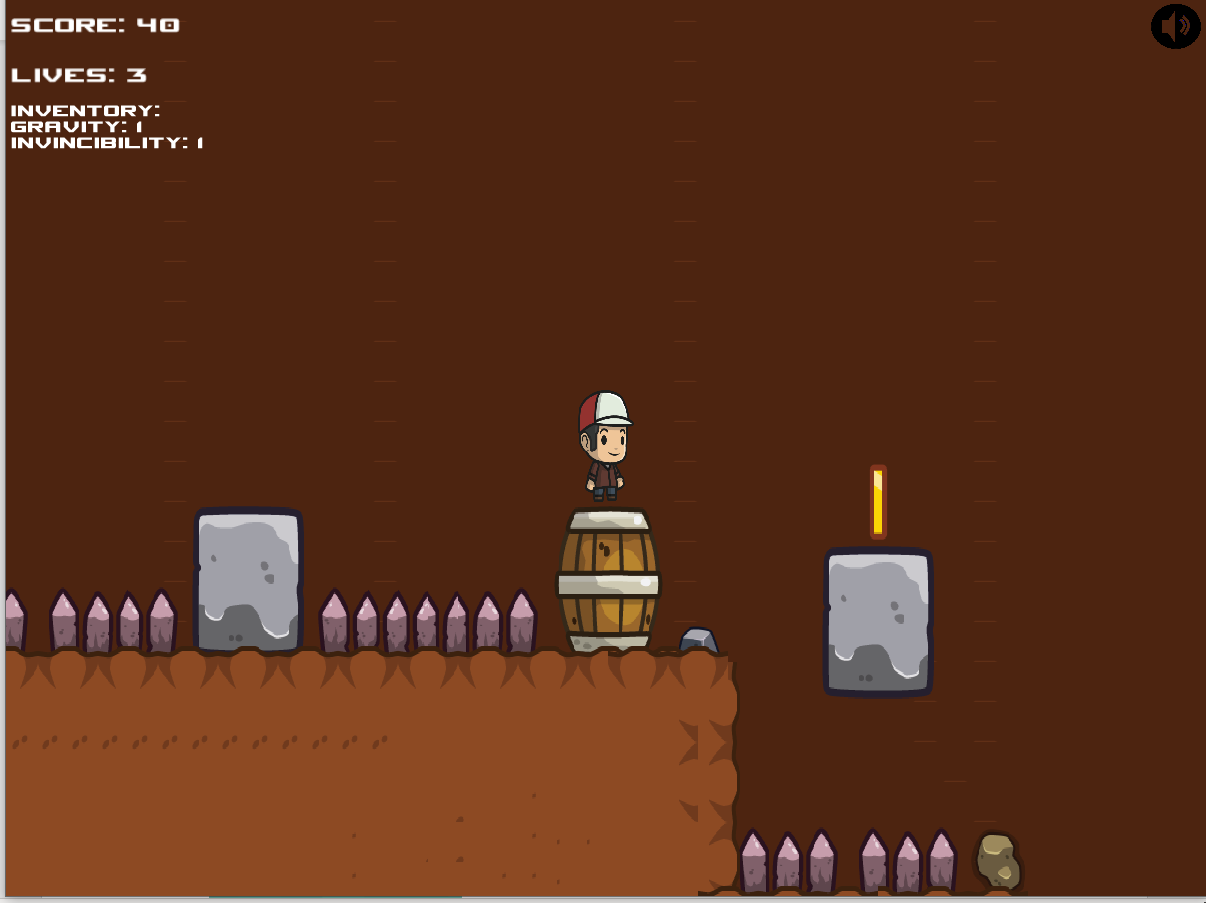 SCORE: 40
LIVES: 3
INVENTORY:
GRAVITY: 1
INVINCIBILITY: 1